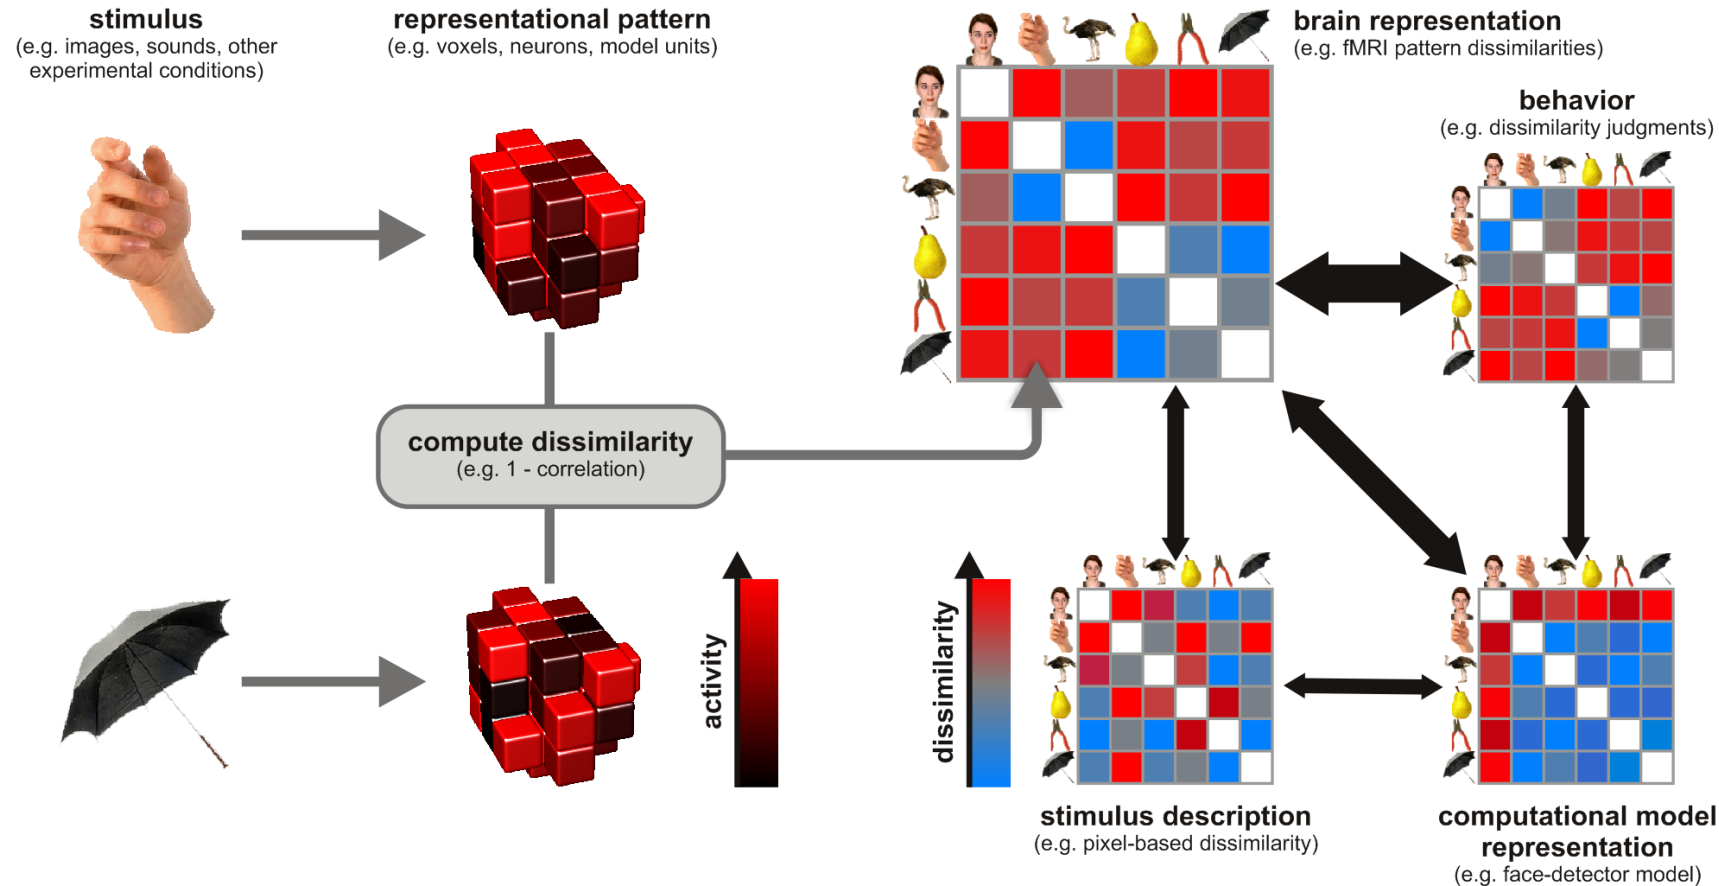 stimulus
(e.g. images, sounds, other
experimental conditions)
representational pattern
(e.g. voxels, neurons, model units)
brain representation
(e.g. fMRI pattern dissimilarities)
behavior
(e.g. dissimilarity judgments)
compute dissimilarity
(e.g. 1 - correlation)
activity
dissimilarity
stimulus description
(e.g. pixel-based dissimilarity)
computational model
representation
(e.g. face-detector model)